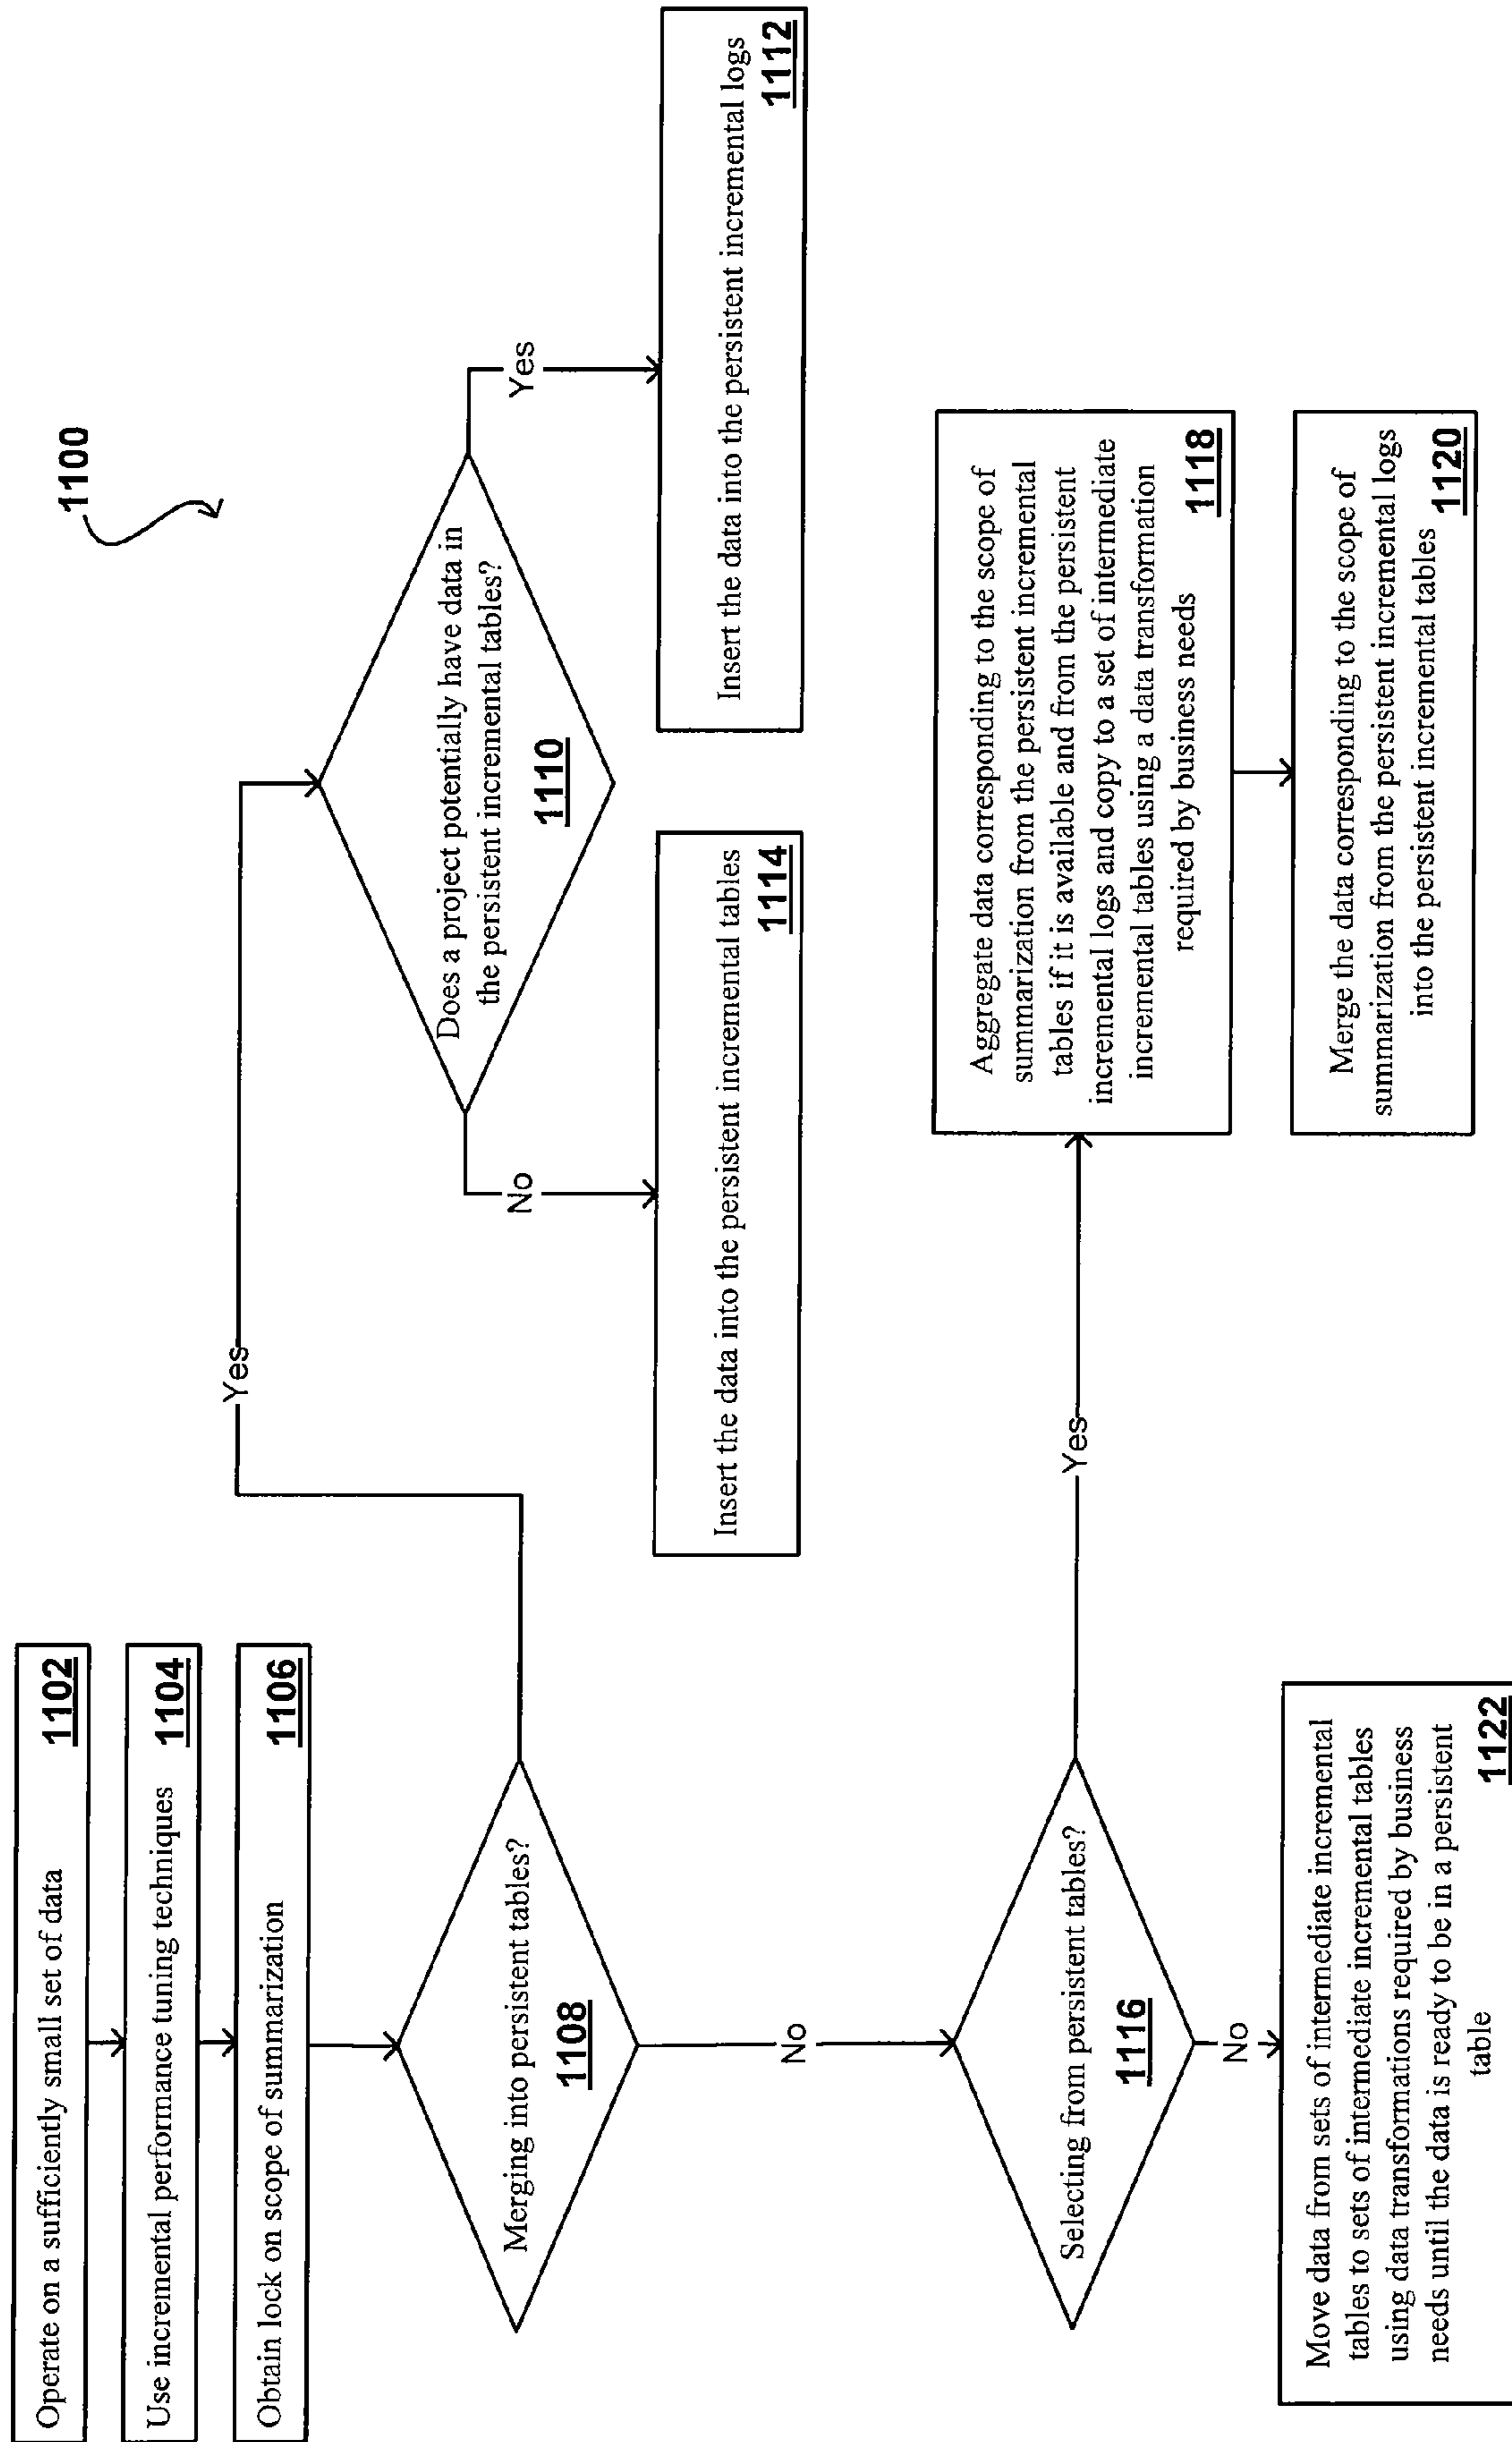 1100
Operate on a sufficiently small set of data
1102
Use incremental performance tuning techniques
1104
Obtain lock on scope of summarization
1106
Merging into persistent tables?
1108
Yes
Does a project potentially have data in
the persistent incremental tables?
1110
Yes
Insert the data into the persistent incremental logs
1112
No
Insert the data into the persistent incremental tables
1114
No
Selecting from persistent tables?
1116
Yes
Aggregate data corresponding to the scope of
summarization from the persistent incremental
tables if it is available and from the persistent
incremental logs and copy to a set of intermediate
incremental tables using a data transformation
required by business needs
1118
Merge the data corresponding to the scope of
summarization from the persistent incremental logs
into the persistent incremental tables
1120
No
Move data from sets of intermediate incremental
tables to sets of intermediate incremental tables
using data transformations required by business
needs until the data is ready to be in a persistent
table
1122